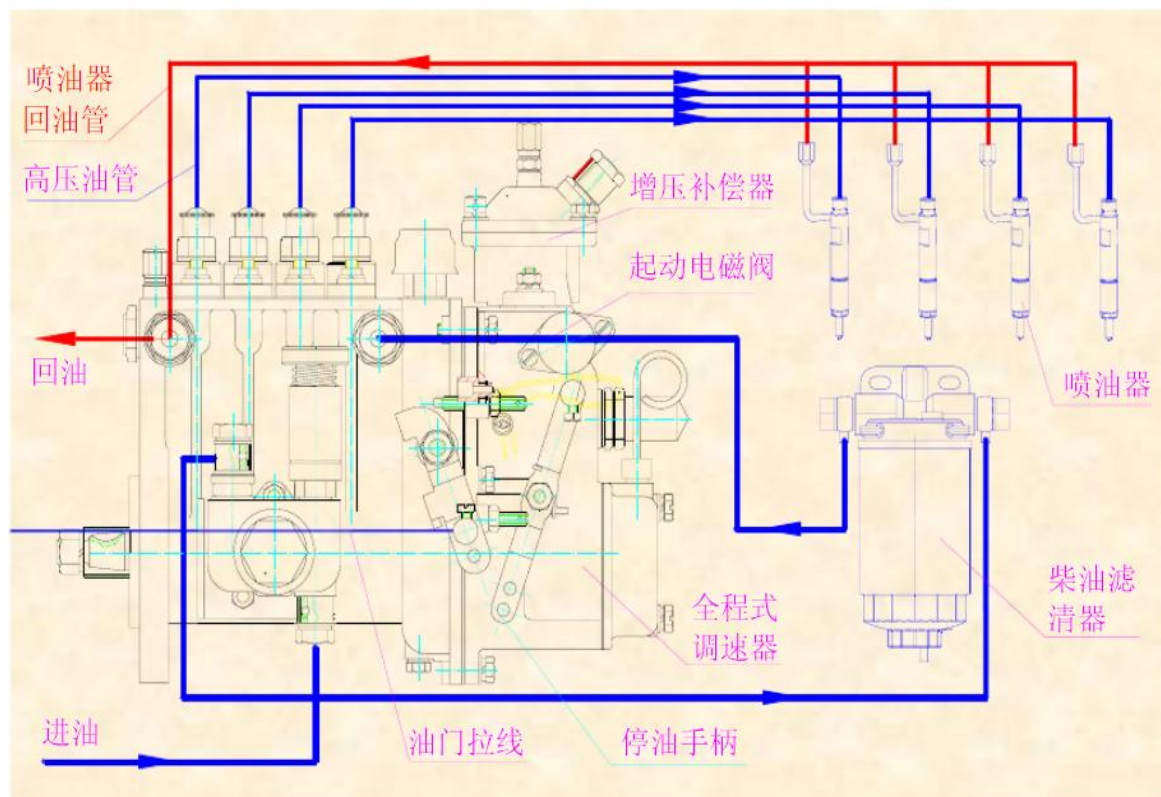 喷油器
回油管
高压油管
增压补偿器
起动电磁阀
回油
喷油器
柴油滤
清器
全程式
调速器
进油
油门拉线
停油手柄